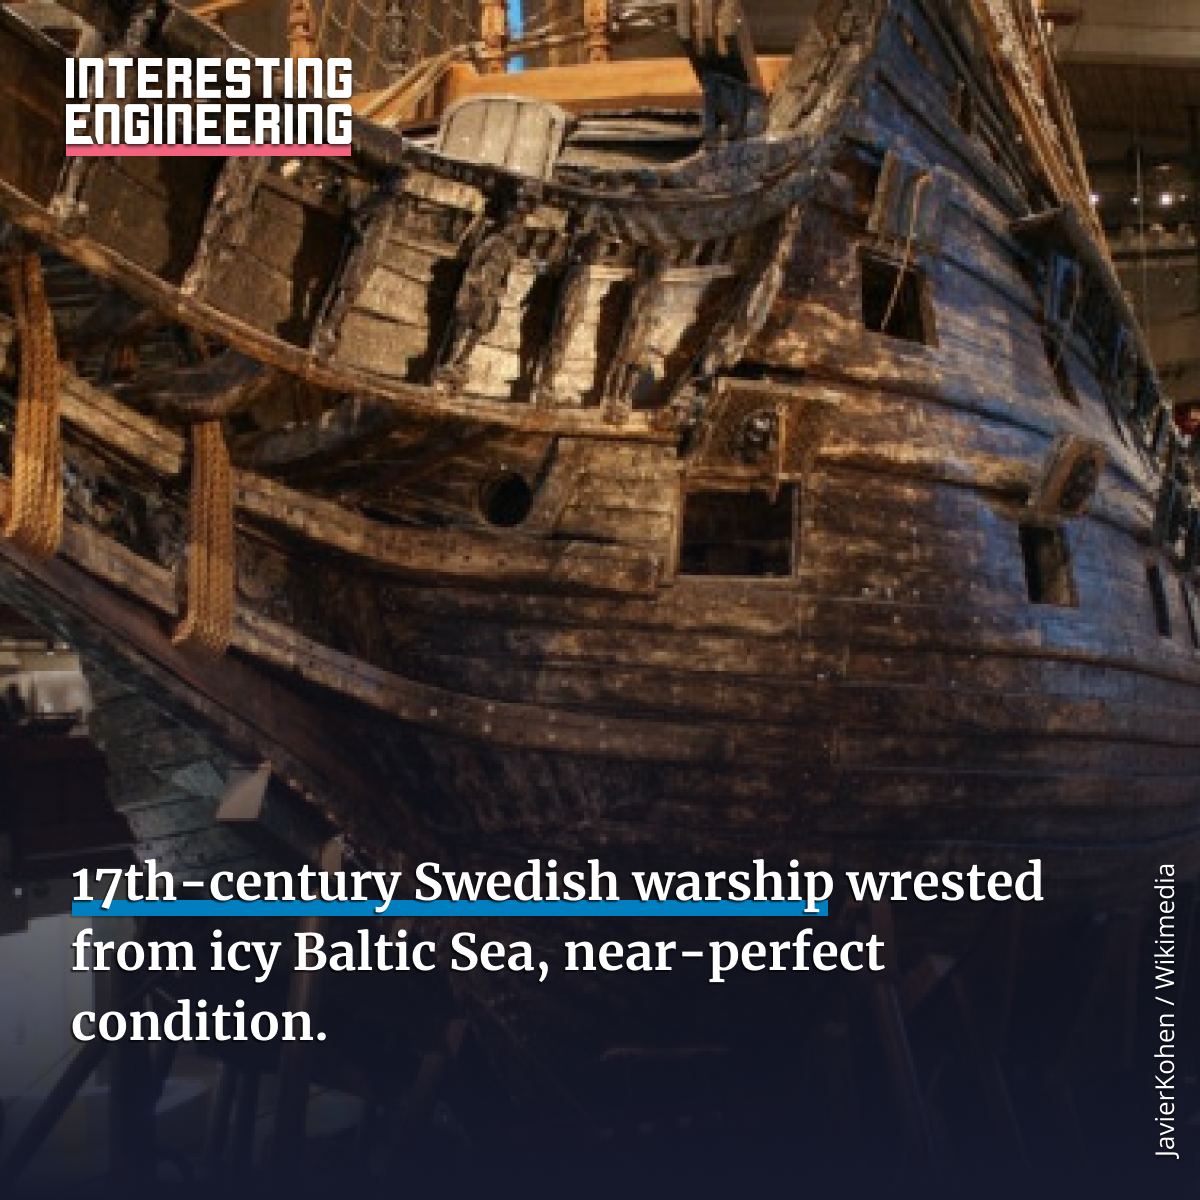 INTERESTING
ENGINEERING
17th-century Swedish warship wrested
from icy Baltic Sea, near-perfect
condition.
JavierKohen / Wikimedia